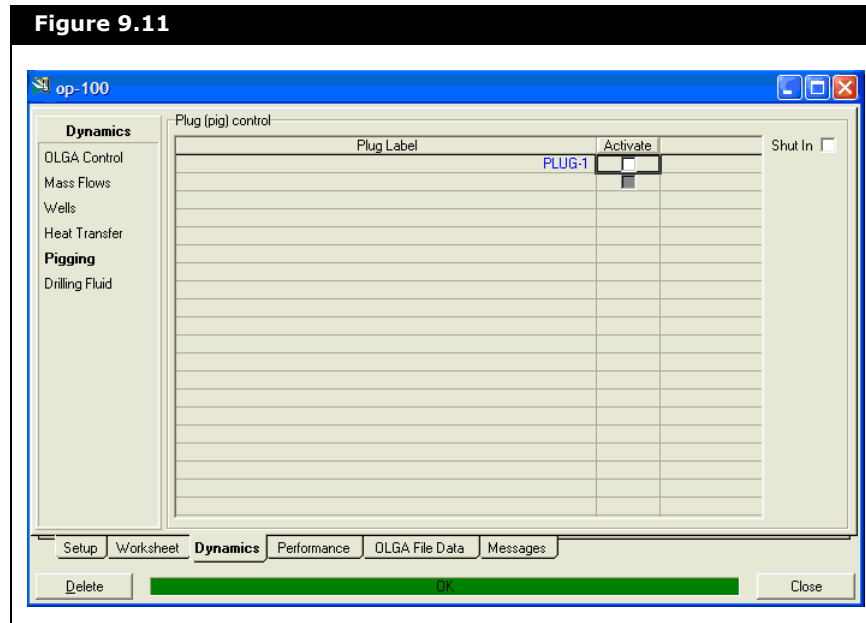 Figure 9.11
op-100
Dynamics
OLGA Control
Mass Flows
Wells
Heat Transfer
Pigging
Drilling Fluid
Plug (pig) control
Plug Label Activate
PLUG-1
Shut In
Setup Worksheet Dynamics Performance OLGA File Data Messages
Delete OK Close